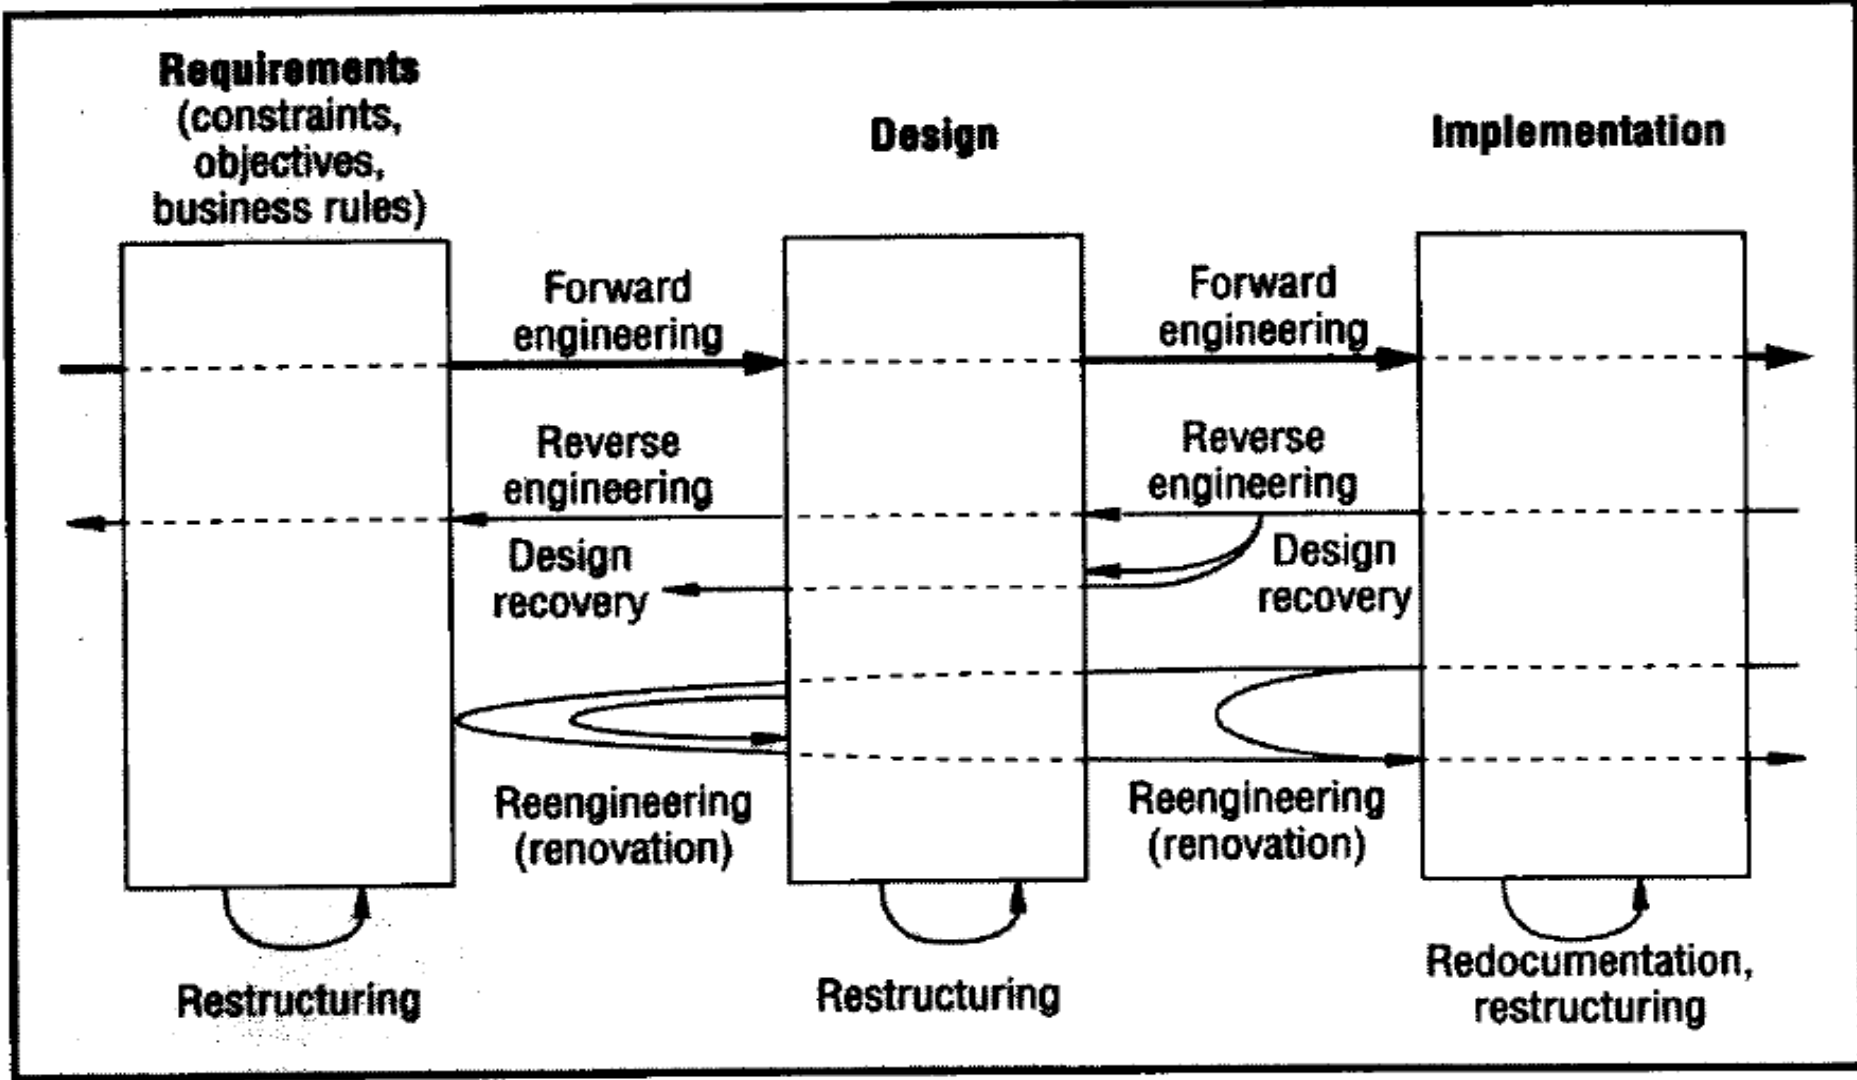 Requirements
(constraints,
objectives,
business rules)
Design
Implementation
Forward
engineering
Forward
engineering
Reverse
engineering
Reverse
engineering
Design
recovery
Design
recovery
Reengineering
(renovation)
Reengineering
(renovation)
Restructuring
Restructuring
Redocumentation,
restructuring